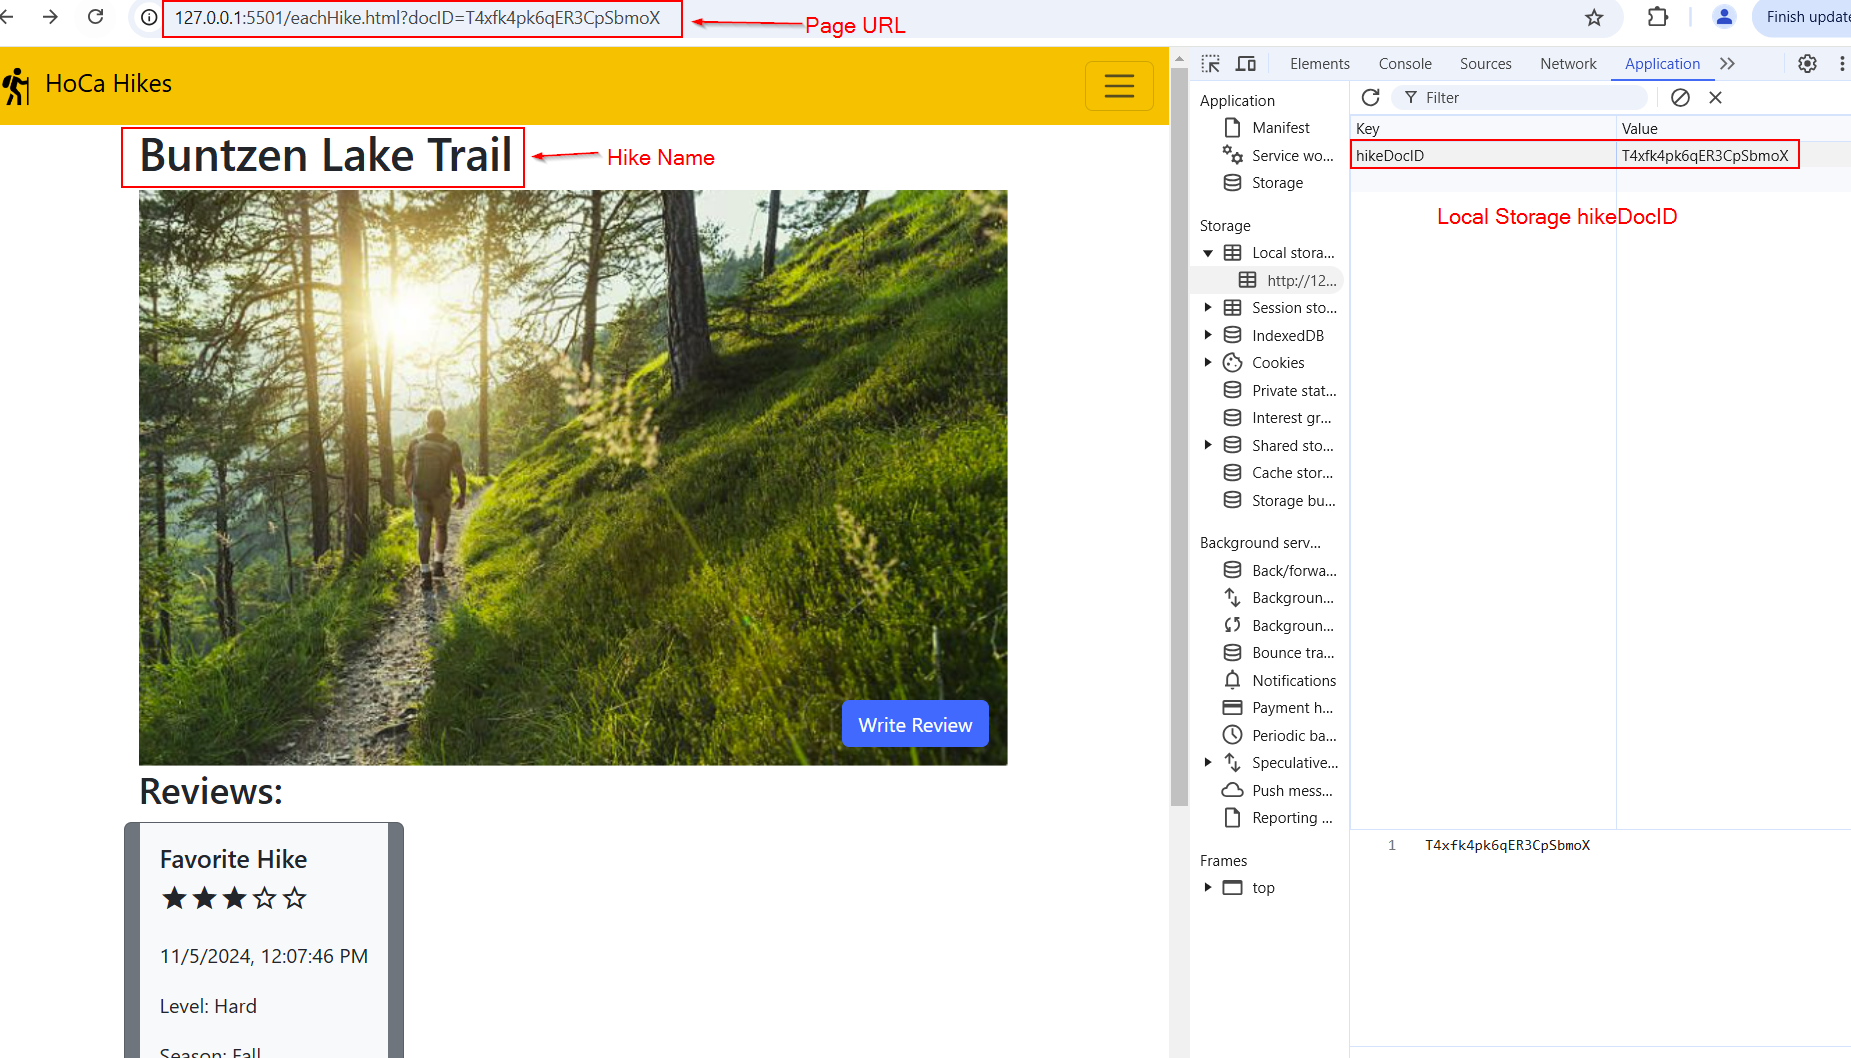 127.0.0.1:5501/eachHike.html?docID=T4xfk4pk6qER3CpSbmoX
Page URL
Finish update
HoCa Hikes
Buntzen Lake Trail
Hike Name
Write Review
Reviews:
Favorite Hike
11/5/2024, 12:07:46 PM
Level: Hard
Season: Fall
Elements Console Sources Network Application
Application
Manifest
Service wo...
Storage
Storage
Local stora...
http://12...
Session sto...
IndexedDB
Cookies
Private stat...
Interest gr...
Shared sto...
Cache stor...
Storage bu...
Background serv...
Back/forwa...
Backgroun...
Backgroun...
Bounce tra...
Notifications
Payment h...
Periodic ba...
Speculative...
Push mess...
Reporting ...
Frames
top
Filter
Key Value
hikeDocID T4xfk4pk6qER3CpSbmoX
Local Storage hikeDocID
1 T4xfk4pk6qER3CpSbmoX